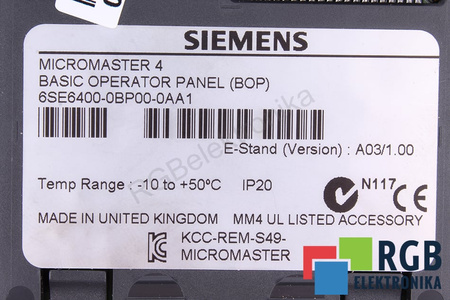 SIEMENS
MICROMASTER 4
BASIC OPERATOR PANEL (BOP)
6SE6400-0BP00-0AA1
RGBelektronika
E-Stand (Version) : A03/1.00
Temp Range : -10 to +50°C IP20
N117
MADE IN UNITED KINGDOM MM4 UL LISTED ACCESSORY
KCC-REM-S49-
MICROMASTER
RGB
ELEKTRONIKA